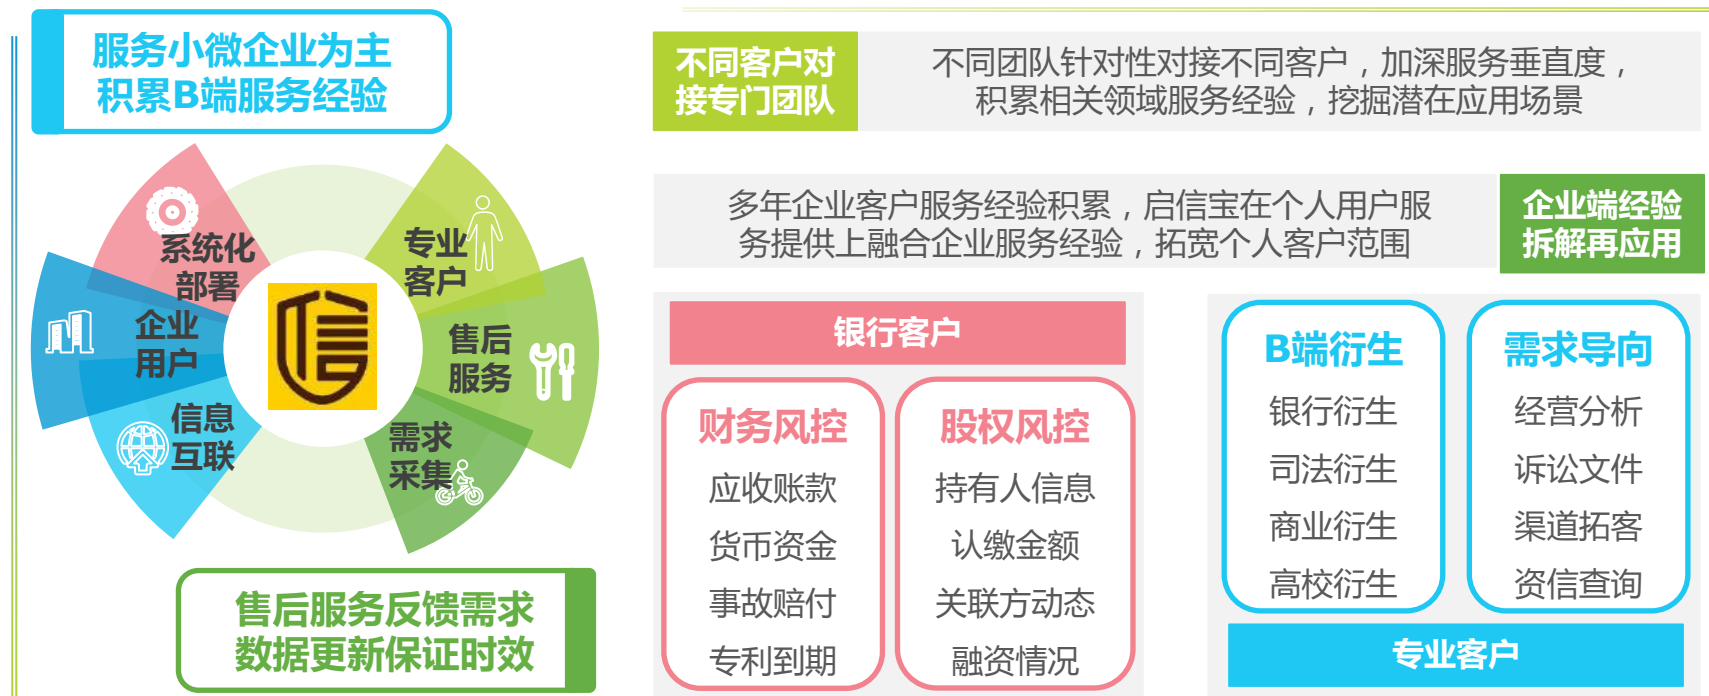 服务小微企业为主
积累B端服务经验
系统化
部署
专业
客户
企业
用户
售后
服务
信息
互联
需求
采集
售后服务反馈需求
数据更新保证时效
不同客户对
接专门团队
不同团队针对性对接不同客户，加深服务垂直度，
积累相关领域服务经验，挖掘潜在应用场景
多年企业客户服务经验积累，启信宝在个人用户服
务提供上融合企业服务经验，拓宽个人客户范围
企业端经验
拆解再应用
银行客户
财务风控
应收账款
货币资金
事故赔付
专利到期
股权风控
持有人信息
认缴金额
关联方动态
融资情况
B端衍生
银行衍生
司法衍生
商业衍生
高校衍生
需求导向
经营分析
诉讼文件
渠道拓客
资信查询
专业客户